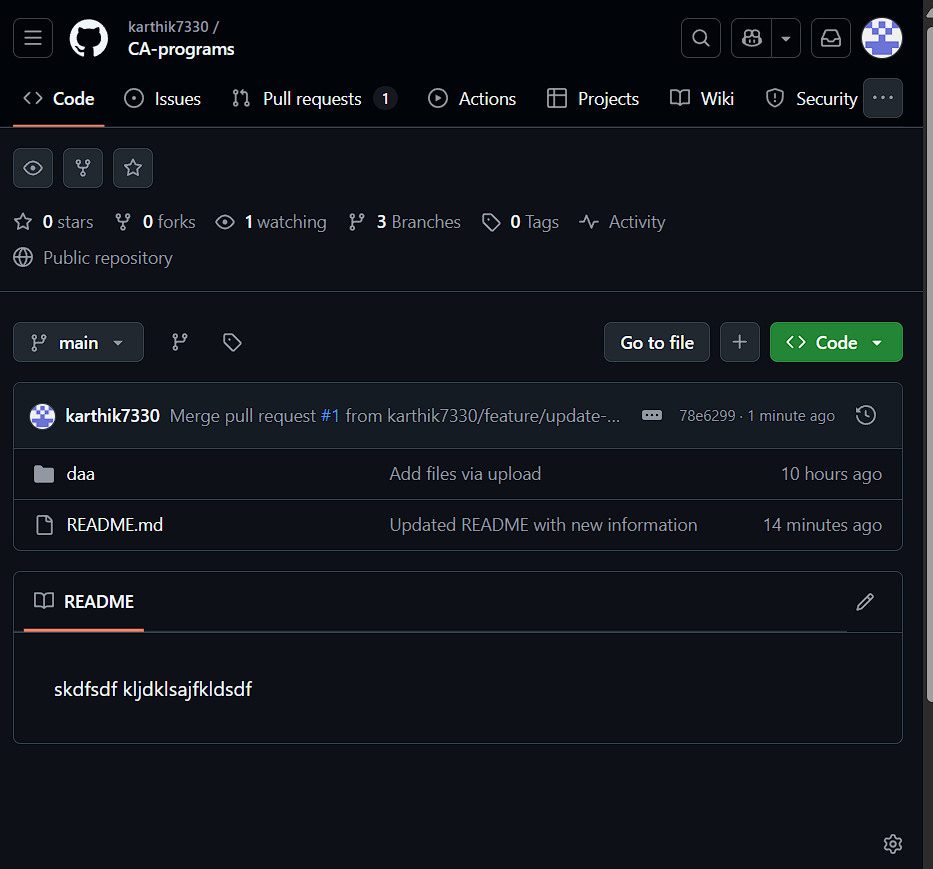 karthik7330 /
CA-programs
Code Issues Pull requests 1 Actions Projects Wiki Security
0 stars 0 forks 1 watching 3 Branches 0 Tags Activity
Public repository
main Go to file Code
karthik7330 Merge pull request #1 from karthik7330/feature/update-... 78e6299 · 1 minute ago
daa Add files via upload 10 hours ago
README.md Updated README with new information 14 minutes ago
README
skdfsdf kljdklsajfkldsdf